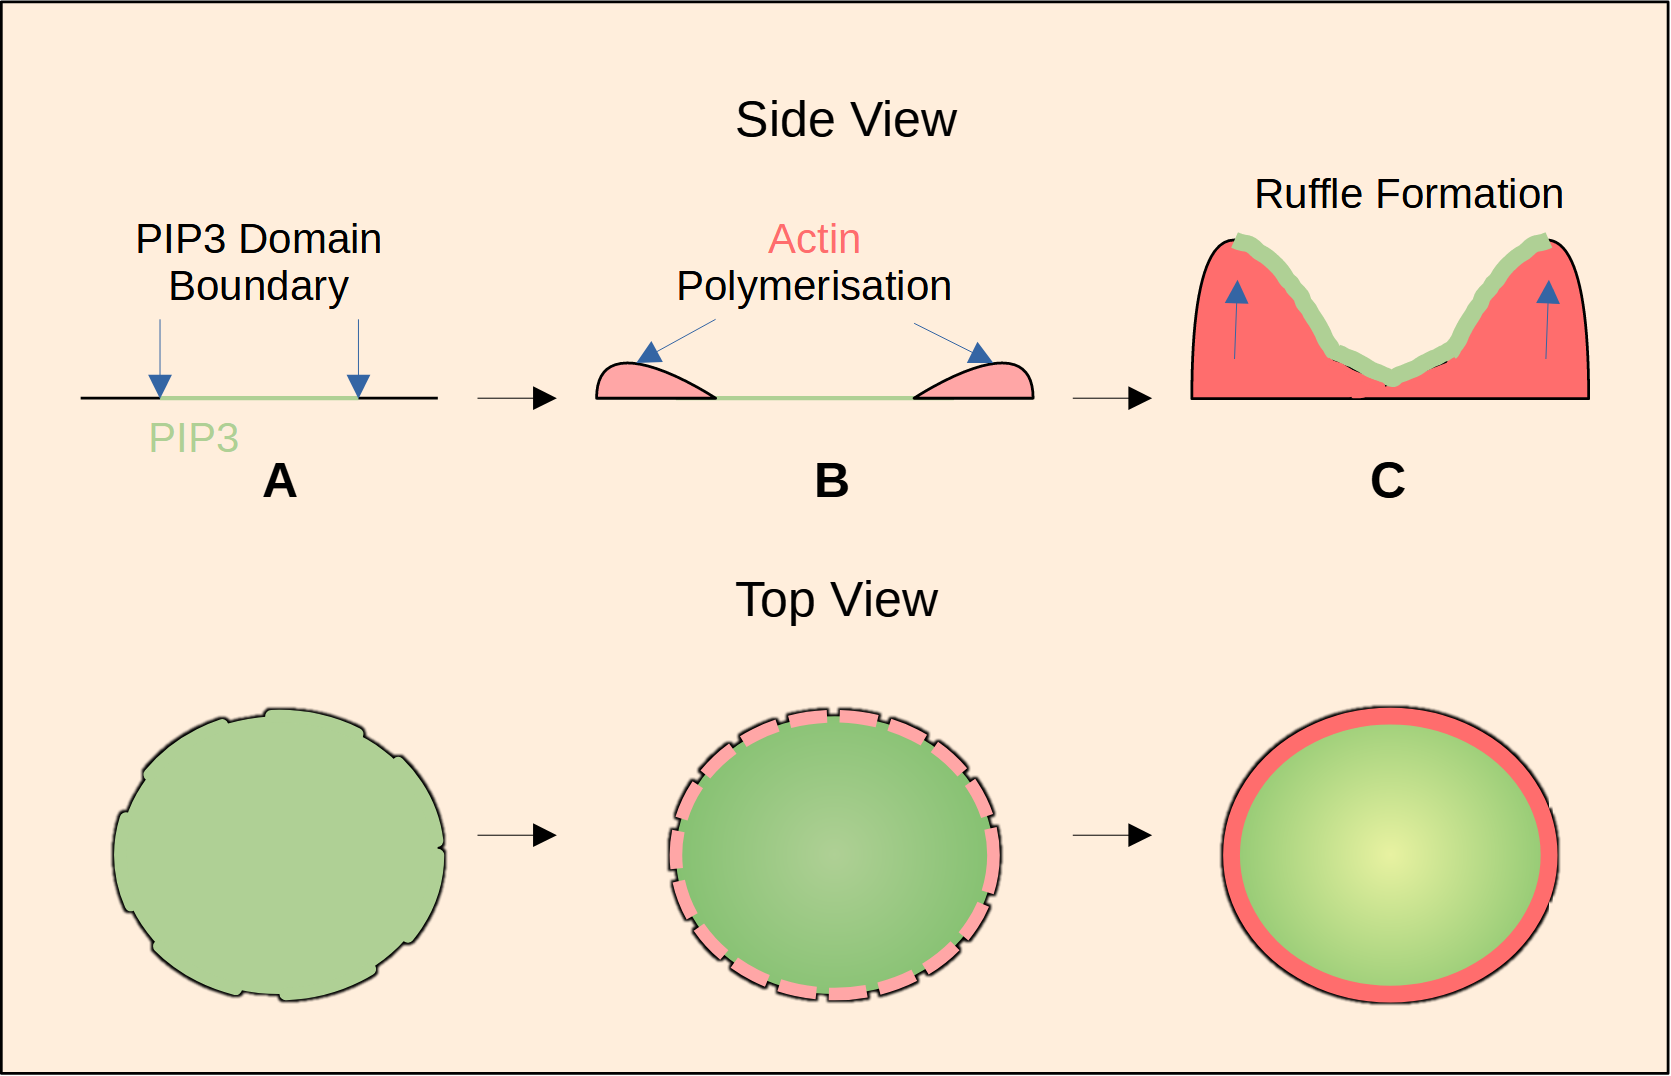 Side View
Ruffle Formation
PIP3 Domain
Boundary
Actin
Polymerisation
PIP3
A
B
C
Top View